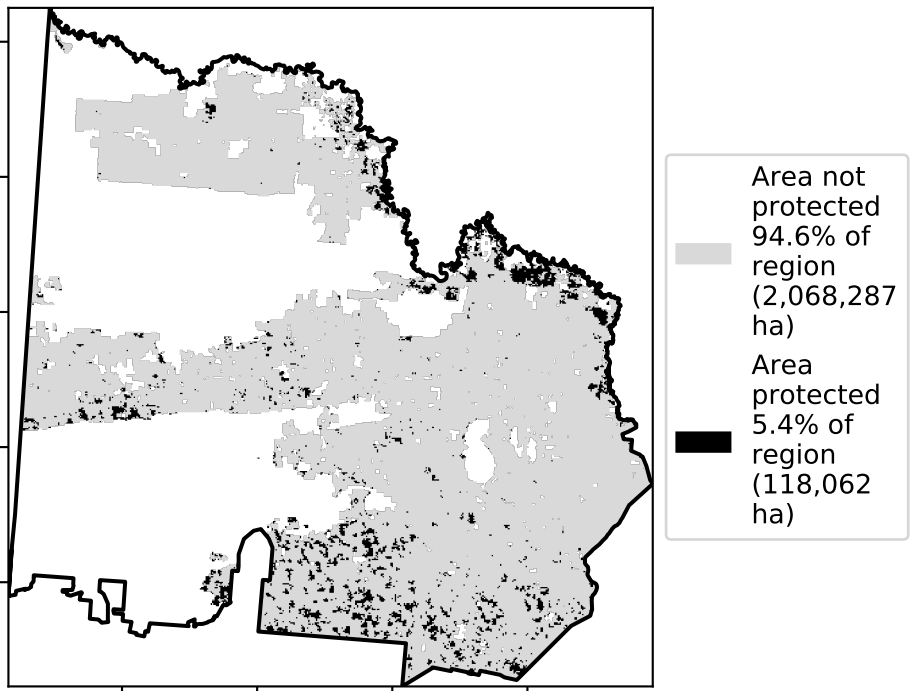 Area not
protected
94.6% of
region
(2,068,287
ha)
Area
protected
5.4% of
region
(118,062
ha)